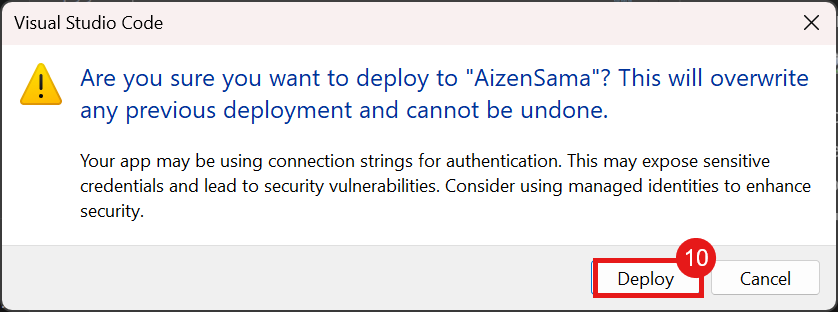 Visual Studio Code
Are you sure you want to deploy to "AizenSama"? This will overwrite
any previous deployment and cannot be undone.
Your app may be using connection strings for authentication. This may expose sensitive
credentials and lead to security vulnerabilities. Consider using managed identities to enhance
security.
10
Deploy
Cancel